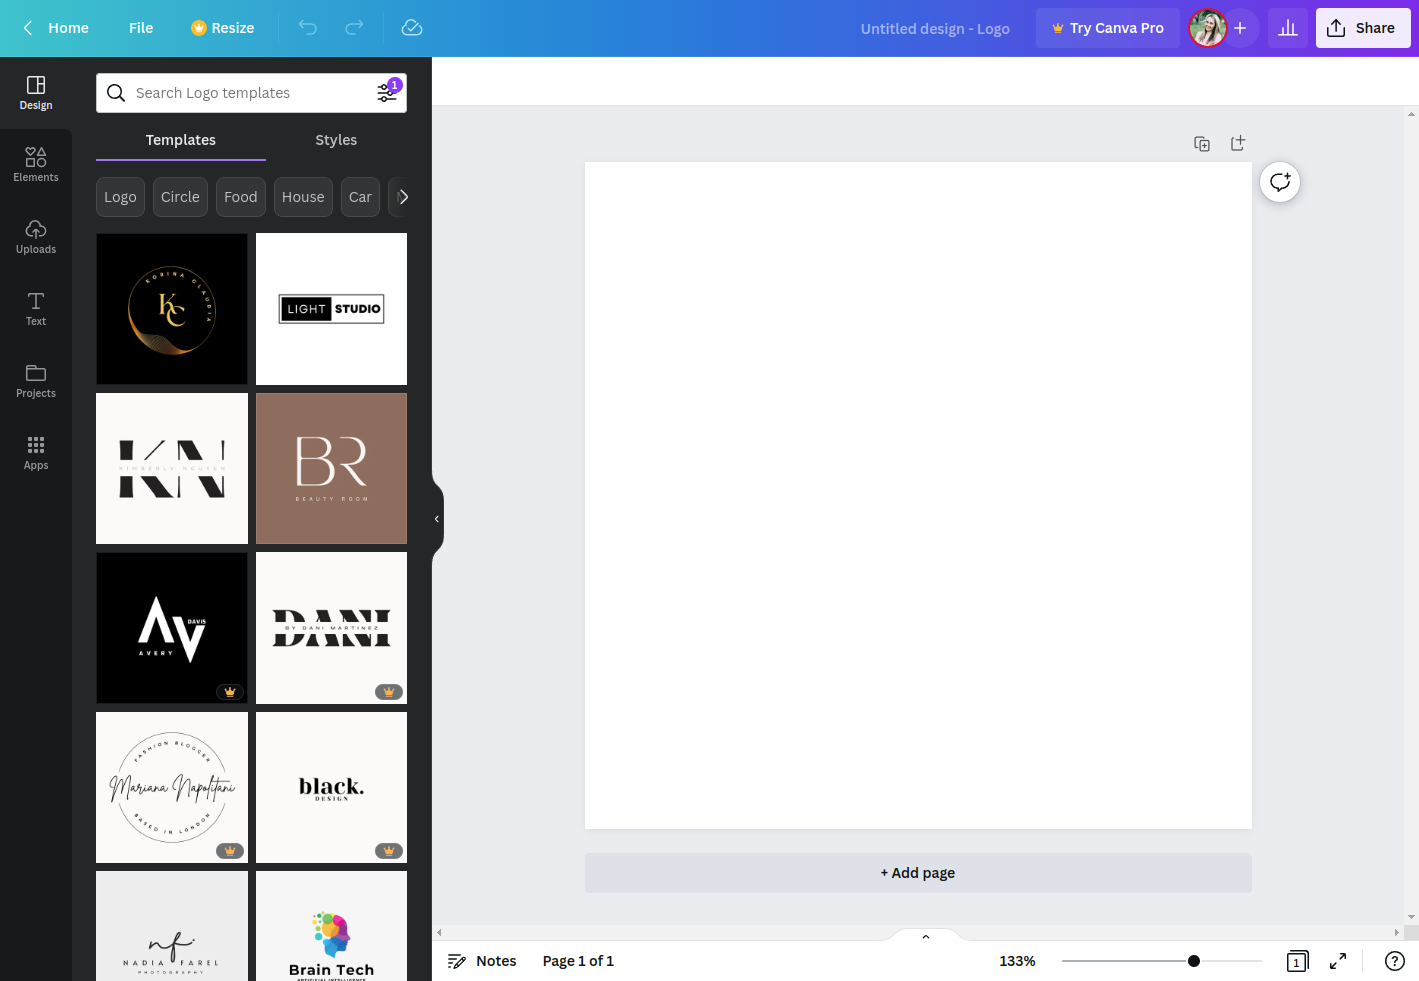 Home
File
Resize
Untitled design - Logo
Try Canva Pro
Share
Design
Elements
Uploads
Text
Projects
Apps
Search Logo templates
1
Templates
Styles
Logo
Circle
Food
House
Car
KORINA CLAUDIA
KC
LIGHT STUDIO
KN
KIMBERLY NGUYEN
BR
BEAUTY ROOM
AV
DAVIS
AVERY
DANI
BY DANI MARTINEZ
FASHION BLOGGER
Mariana Napolitani
BASED IN LONDON
black.
DESIGN
nf
NADIA FAREL
PHOTOGRAPHY
Brain Tech
ARTIFICIAL INTELLIGENCE
+ Add page
Notes
Page 1 of 1
133%
1